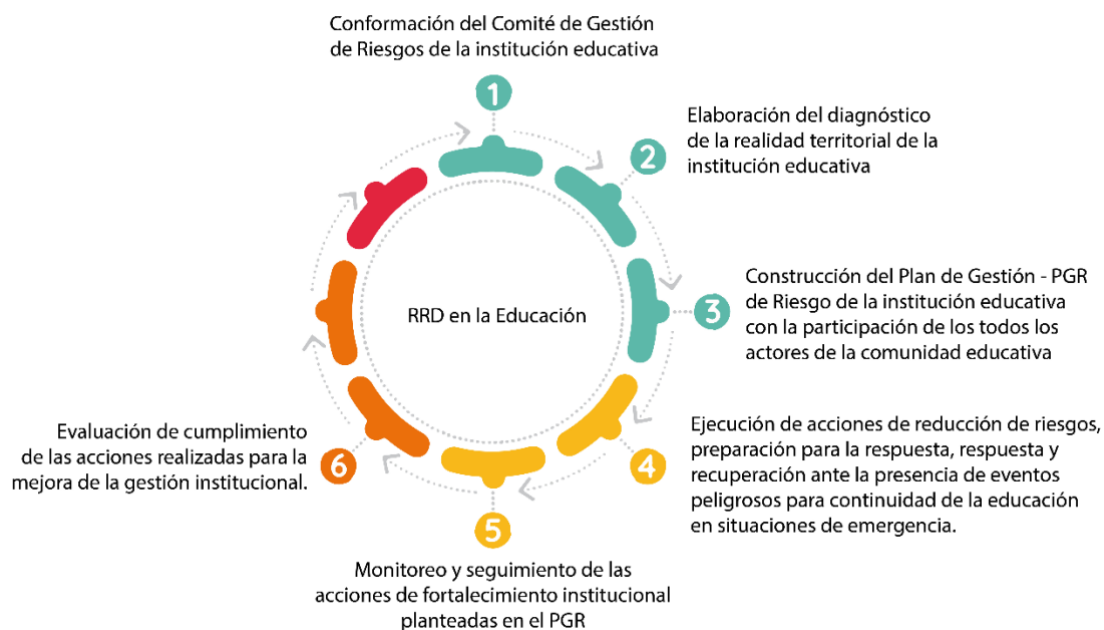 Conformación del Comité de Gestión
de Riesgos de la institución educativa
1
Elaboración del diagnóstico
de la realidad territorial de la
institución educativa
2
Construcción del Plan de Gestión - PGR
de Riesgo de la institución educativa
con la participación de los todos los
actores de la comunidad educativa
3
RRD en la Educación
Ejecución de acciones de reducción de riesgos,
preparación para la respuesta, respuesta y
recuperación ante la presencia de eventos
peligrosos para continuidad de la educación
en situaciones de emergencia.
4
5
Monitoreo y seguimiento de las
acciones de fortalecimiento institucional
planteadas en el PGR
Evaluación de cumplimiento
de las acciones realizadas para la
mejora de la gestión institucional.
6